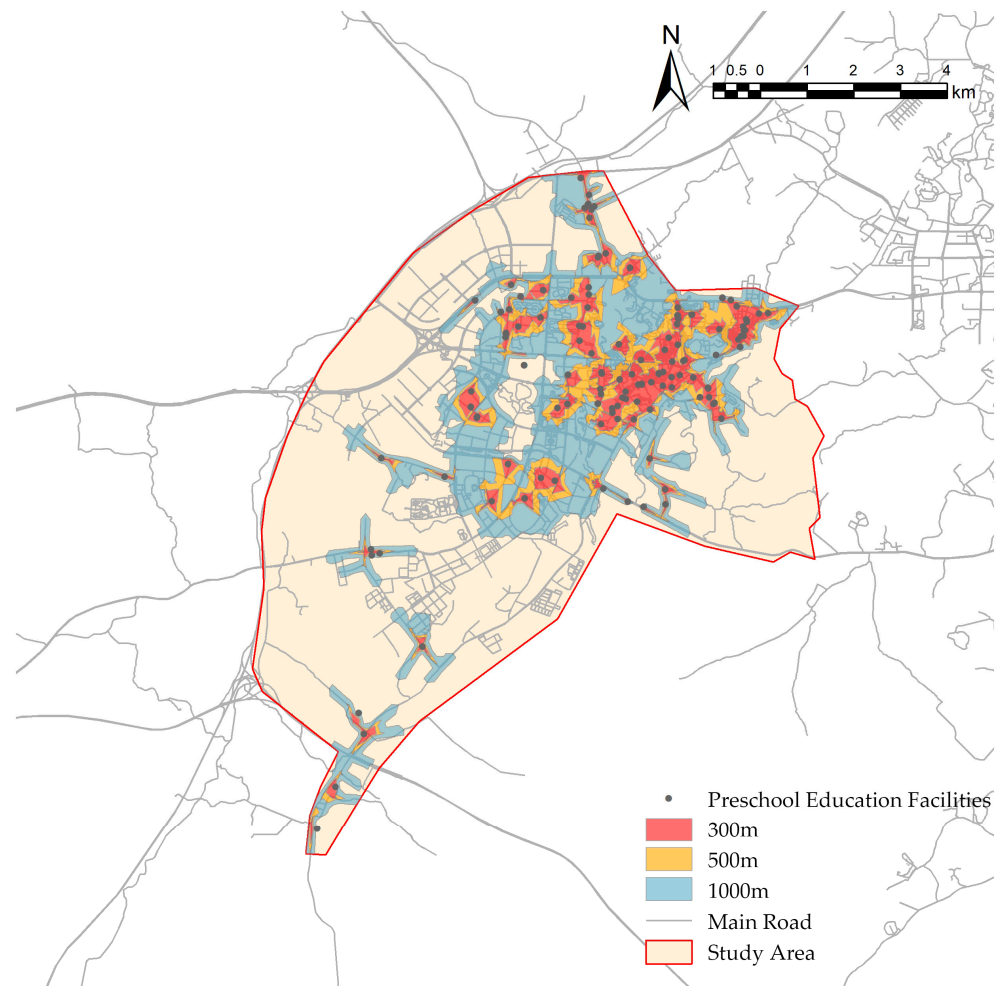 N
1 0.5 0 1 2 3 4
km
Preschool Education Facilities
300m
500m
1000m
Main Road
Study Area